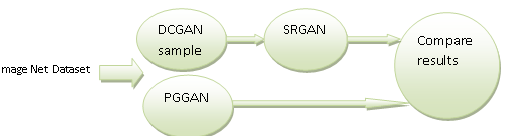 DCGAN
sample
SRGAN
Compare
results
mage Net Dataset
PGGAN